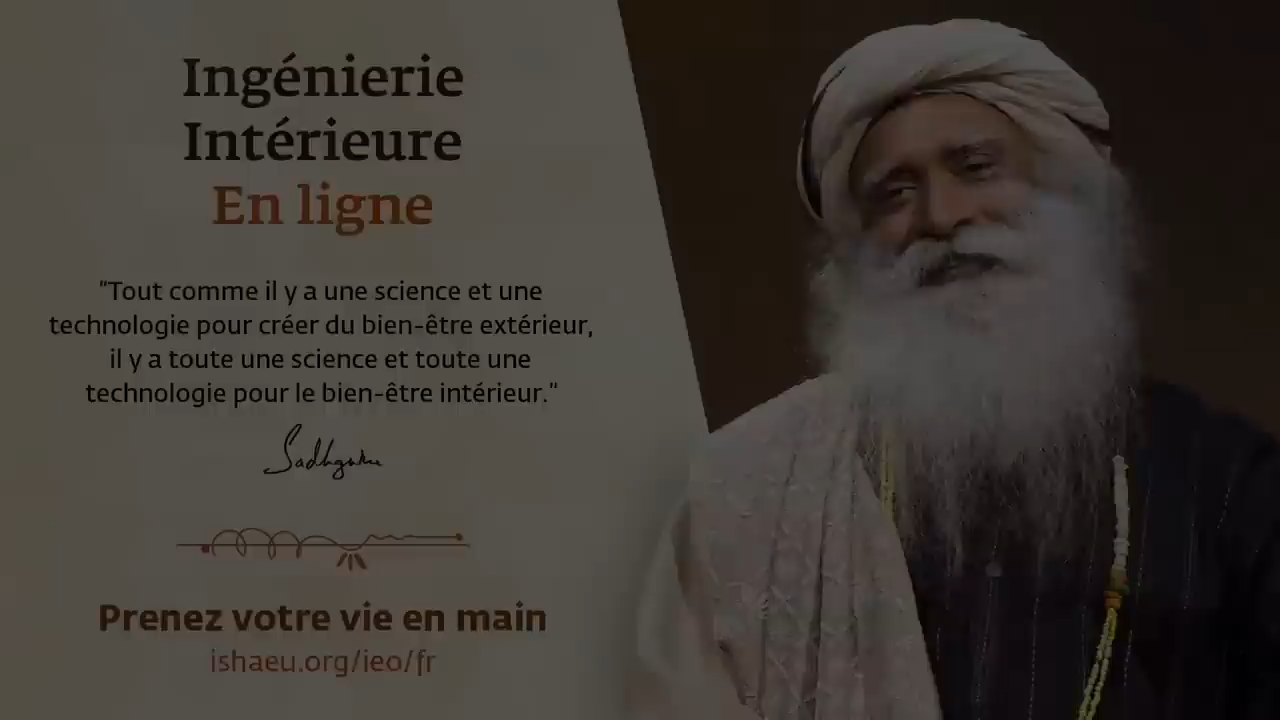 Ingénierie
Intérieure
En ligne
"Tout comme il y a une science et une
technologie pour créer du bien-être extérieur,
il y a toute une science et toute une
technologie pour le bien-être intérieur."
Sadhguru
Prenez votre vie en main
ishaeu.org/ieo/fr